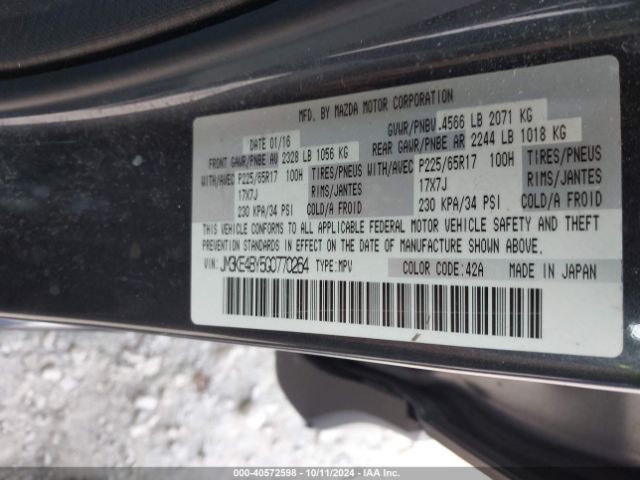 MFD. BY MAZDA MOTOR CORPORATION
DATE 01/16
GVWR/PNBV 4566 LB 2071 KG
FRONT GAWR/PNBE AV 2328 LB 1056 KG
REAR GAWR/PNBE AR 2244 LB 1018 KG
WITH/AVEC P225/65R17 100H TIRES/PNEUS
17X7J RIMS/JANTES
230 KPA/34 PSI COLD/A FROID
WITH/AVEC P225/65R17 100H TIRES/PNEUS
17X7J RIMS/JANTES
230 KPA/34 PSI COLD/A FROID
THIS VEHICLE CONFORMS TO ALL APPLICABLE FEDERAL MOTOR VEHICLE SAFETY AND THEFT
PREVENTION STANDARDS IN EFFECT ON THE DATE OF MANUFACTURE SHOWN ABOVE.
VIN: JM3KE4BY5G0770264 TYPE:MPV COLOR CODE:42A MADE IN JAPAN
000-40572598 - 10/11/2024 - IAA Inc.